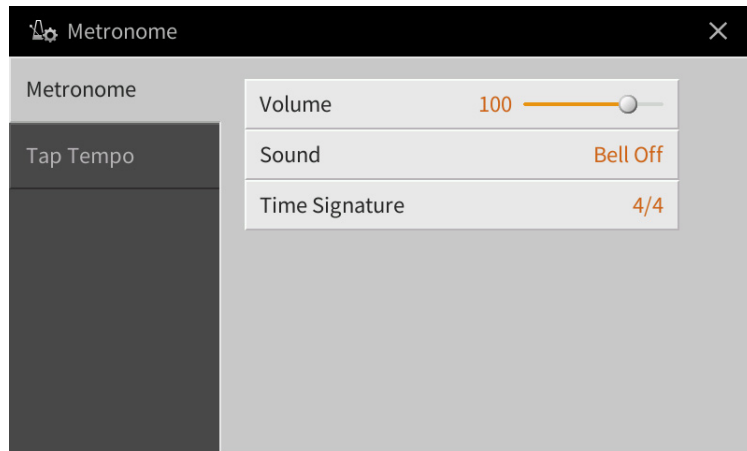 Metronome
Metronome
Tap Tempo
Volume 100
Sound Bell Off
Time Signature 4/4